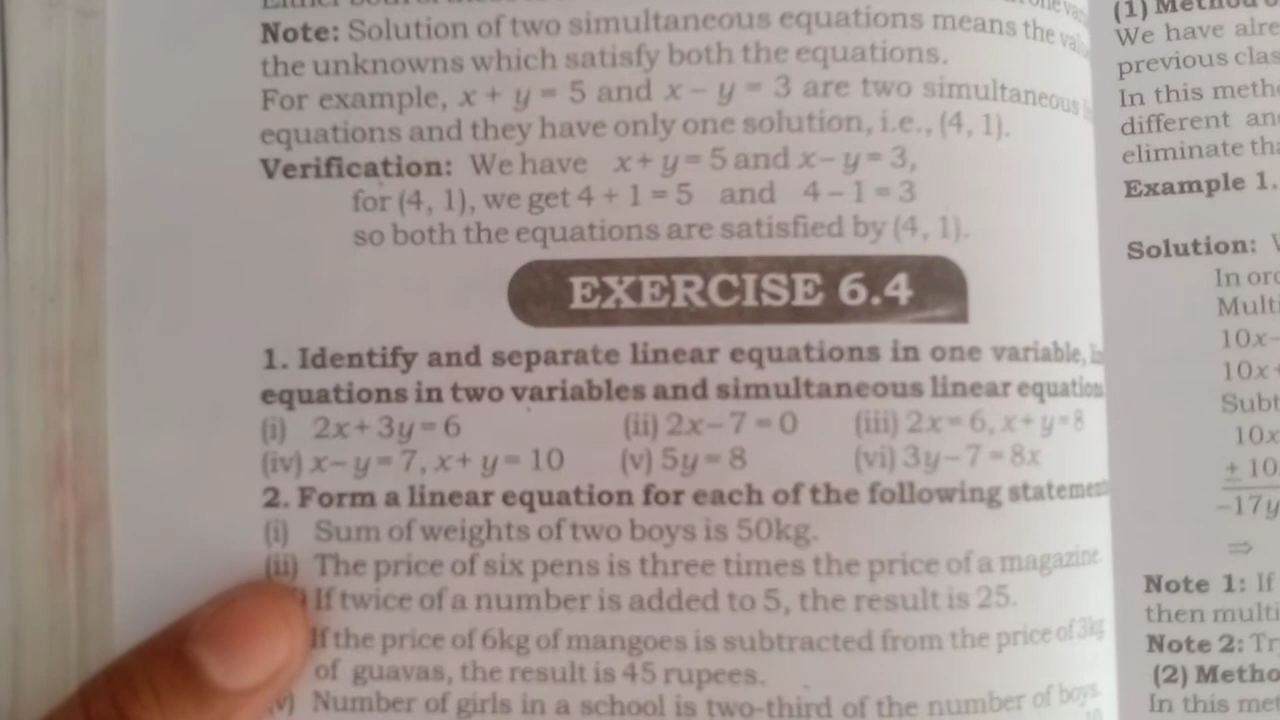 Note: Solution of two simultaneous equations means the
the unknowns which satisfy both the equations.
For example, x + y = 5 and x – y = 3 are two simultaneous
equations and they have only one solution, i.e., (4, 1).
Verification: We have x + y = 5 and x – y = 3,
for (4, 1), we get 4 + 1 = 5 and 4 – 1 = 3
so both the equations are satisfied by (4, 1).
EXERCISE 6.4
1. Identify and separate linear equations in one variable,
equations in two variables and simultaneous linear equation
(i) 2x + 3y = 6 (ii) 2x – 7 = 0 (iii) 2x = 6, x + y = 8
(iv) x – y = 7, x + y = 10 (v) 5y = 8 (vi) 3y – 7 = 8x
2. Form a linear equation for each of the following statement
(i) Sum of weights of two boys is 50kg.
(ii) The price of six pens is three times the price of a magazine
If twice of a number is added to 5, the result is 25.
If the price of 6kg of mangoes is subtracted from the price of 3kg
of guavas, the result is 45 rupees.
Number of girls in a school is two-third of the number of boys.
(1) Method
We have alre
previous clas
In this metho
different an
eliminate tha
Example 1.
Solution:
In ord
Multi
10x–
10x
Subt
10x
± 10
–17y
⇒
Note 1: If
then multi
Note 2: Tr
(2) Metho
In this met